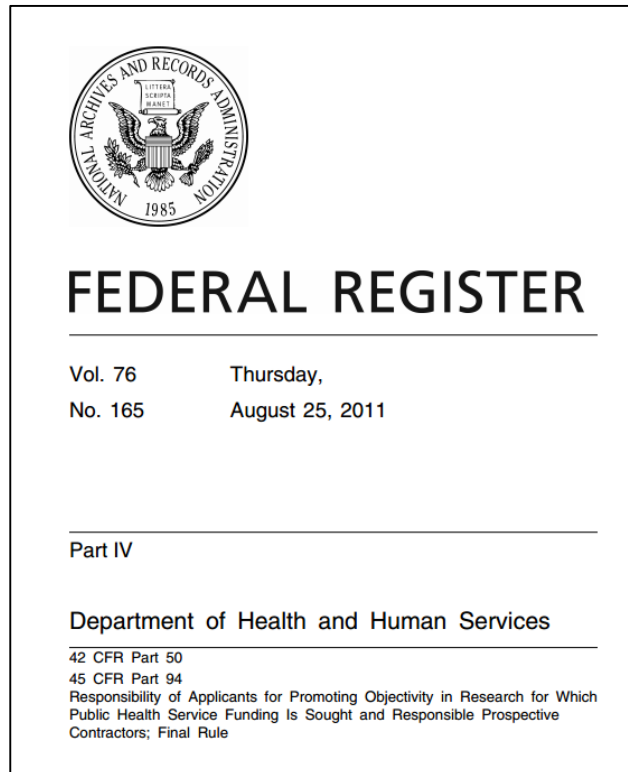 NATIONAL ARCHIVES AND RECORDS ADMINISTRATION
LITTERA
SCRIPTA
MANET
1985
FEDERAL REGISTER
Vol. 76 Thursday,
No. 165 August 25, 2011
Part IV
Department of Health and Human Services
42 CFR Part 50
45 CFR Part 94
Responsibility of Applicants for Promoting Objectivity in Research for Which
Public Health Service Funding Is Sought and Responsible Prospective
Contractors; Final Rule